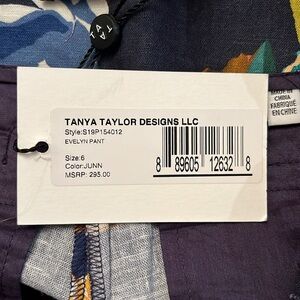 TANYA TAYLOR DESIGNS LLC
Style:S19P154012
EVELYN PANT
Size:6
Color:JUNN
MSRP: 295.00
8 89605 12632 8
MADE IN
CHINA
FABRIQUÉ
EN CHINE